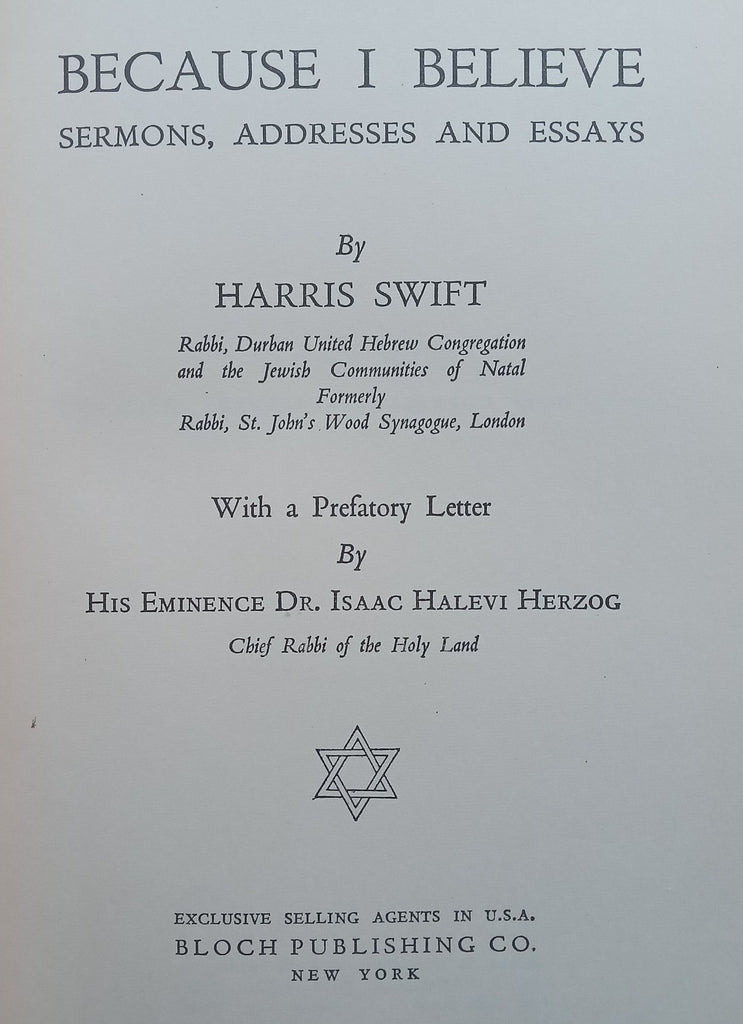 BECAUSE I BELIEVE
SERMONS, ADDRESSES AND ESSAYS
By
HARRIS SWIFT
Rabbi, Durban United Hebrew Congregation
and the Jewish Communities of Natal
Formerly
Rabbi, St. John's Wood Synagogue, London
With a Prefatory Letter
By
HIS EMINENCE DR. ISAAC HALEVI HERZOG
Chief Rabbi of the Holy Land
EXCLUSIVE SELLING AGENTS IN U.S.A.
BLOCH PUBLISHING CO.
NEW YORK